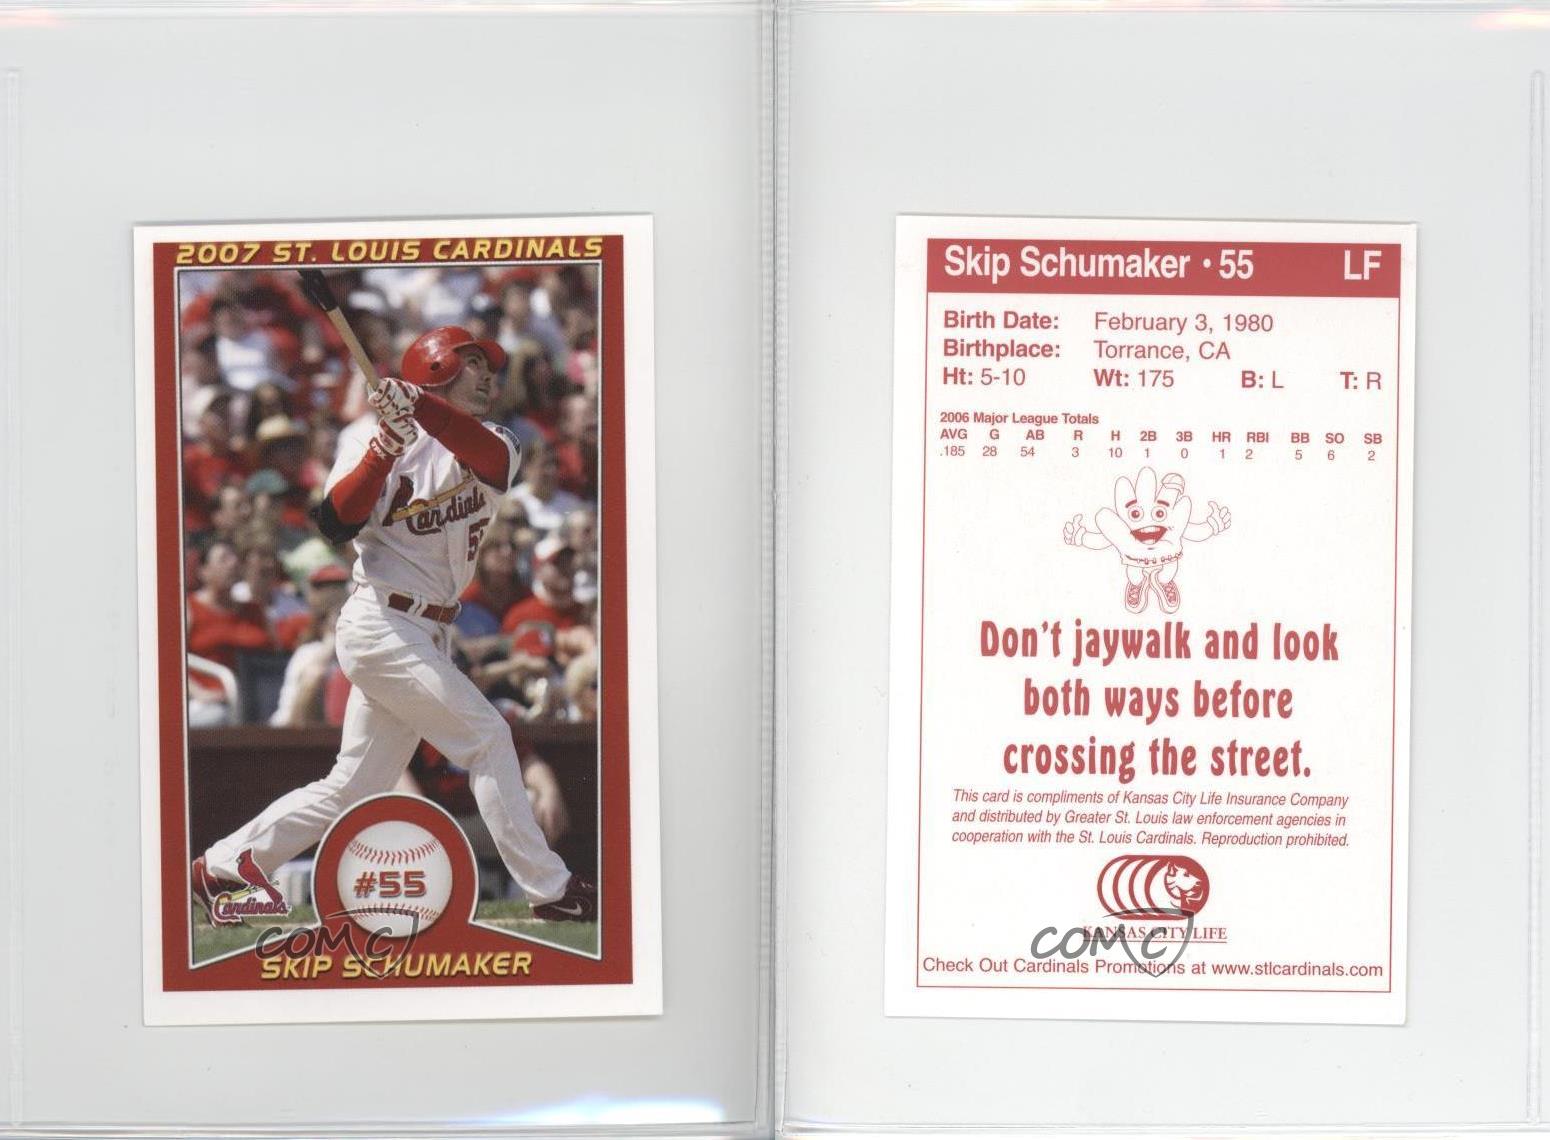 2007 ST. LOUIS CARDINALS
Cardinals
55
#55
Cardinals
COMC
SKIP SCHUMAKER
Skip Schumaker • 55 LF
Birth Date: February 3, 1980
Birthplace: Torrance, CA
Ht: 5-10 Wt: 175 B: L T: R
2006 Major League Totals
AVG G AB R H 2B 3B HR RBI BB SO SB
.185 28 54 3 10 1 0 1 2 5 6 2
Don't jaywalk and look
both ways before
crossing the street.
This card is compliments of Kansas City Life Insurance Company
and distributed by Greater St. Louis law enforcement agencies in
cooperation with the St. Louis Cardinals. Reproduction prohibited.
KANSAS CITY LIFE
COMC
Check Out Cardinals Promotions at www.stlcardinals.com